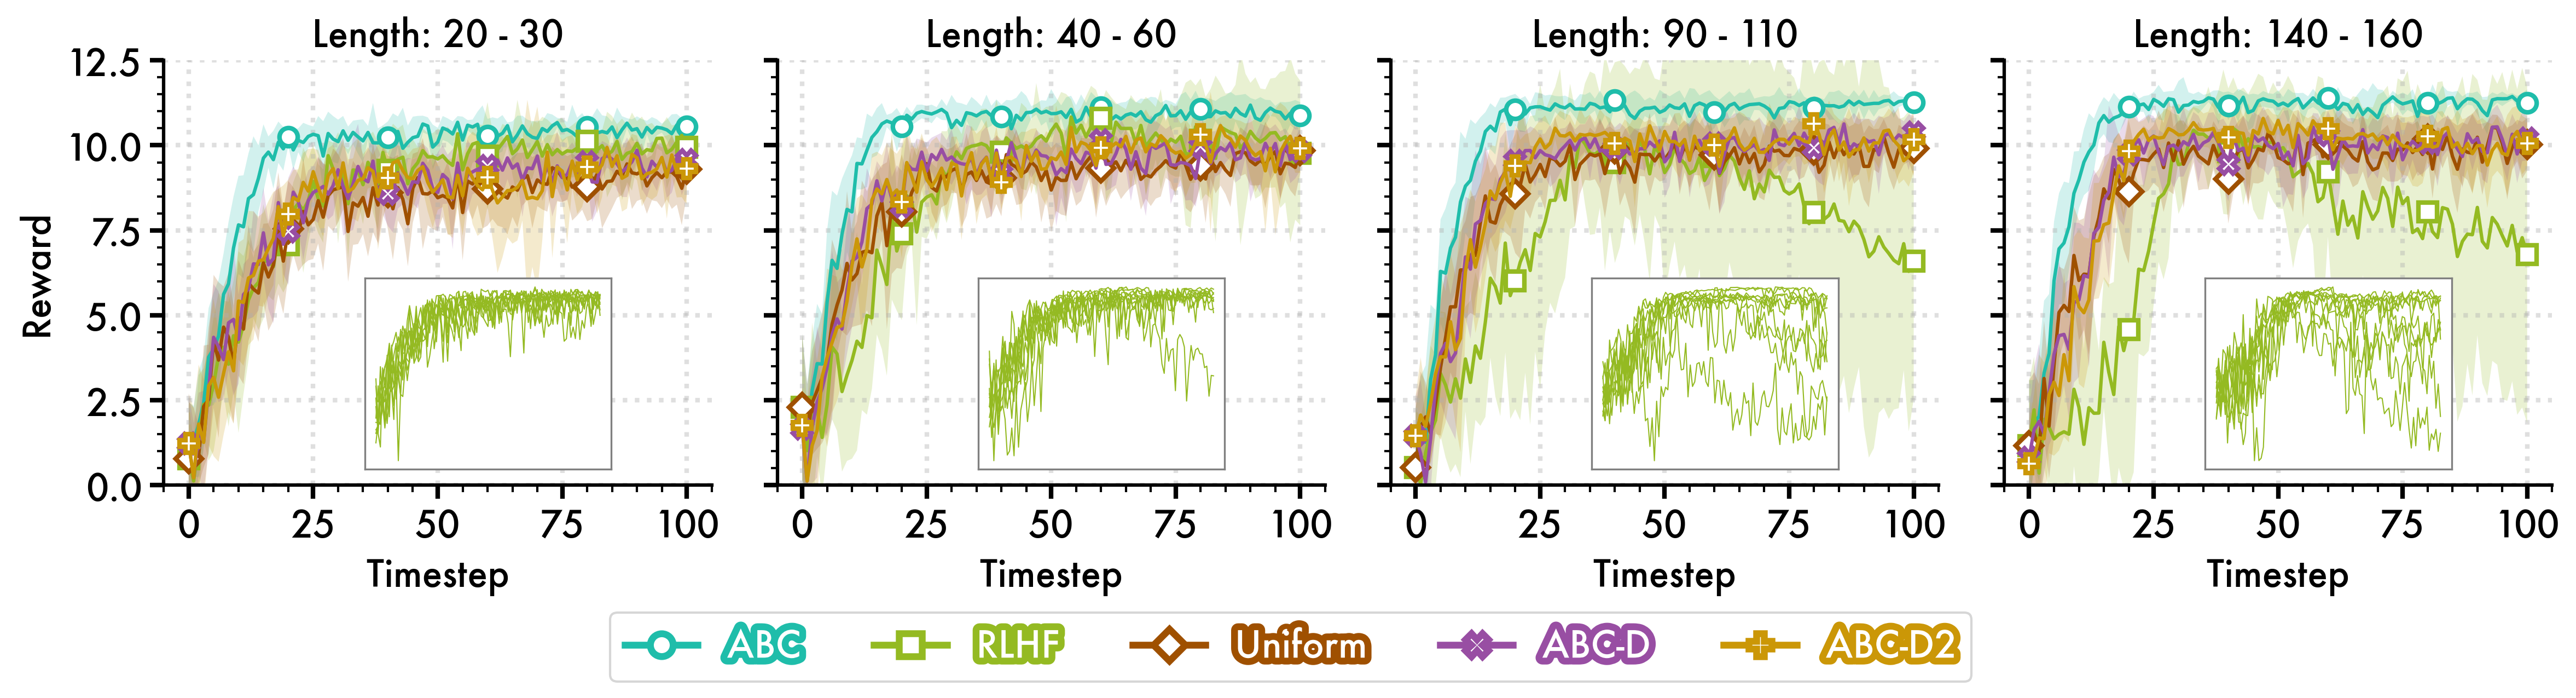 Length: 20 - 30
Length: 40 - 60
Length: 90 - 110
Length: 140 - 160
12.5
10.0
7.5
5.0
2.5
0.0
Reward
0 25 50 75 100
0 25 50 75 100
0 25 50 75 100
0 25 50 75 100
Timestep
Timestep
Timestep
Timestep
ABC RLHF Uniform ABC-D ABC-D2